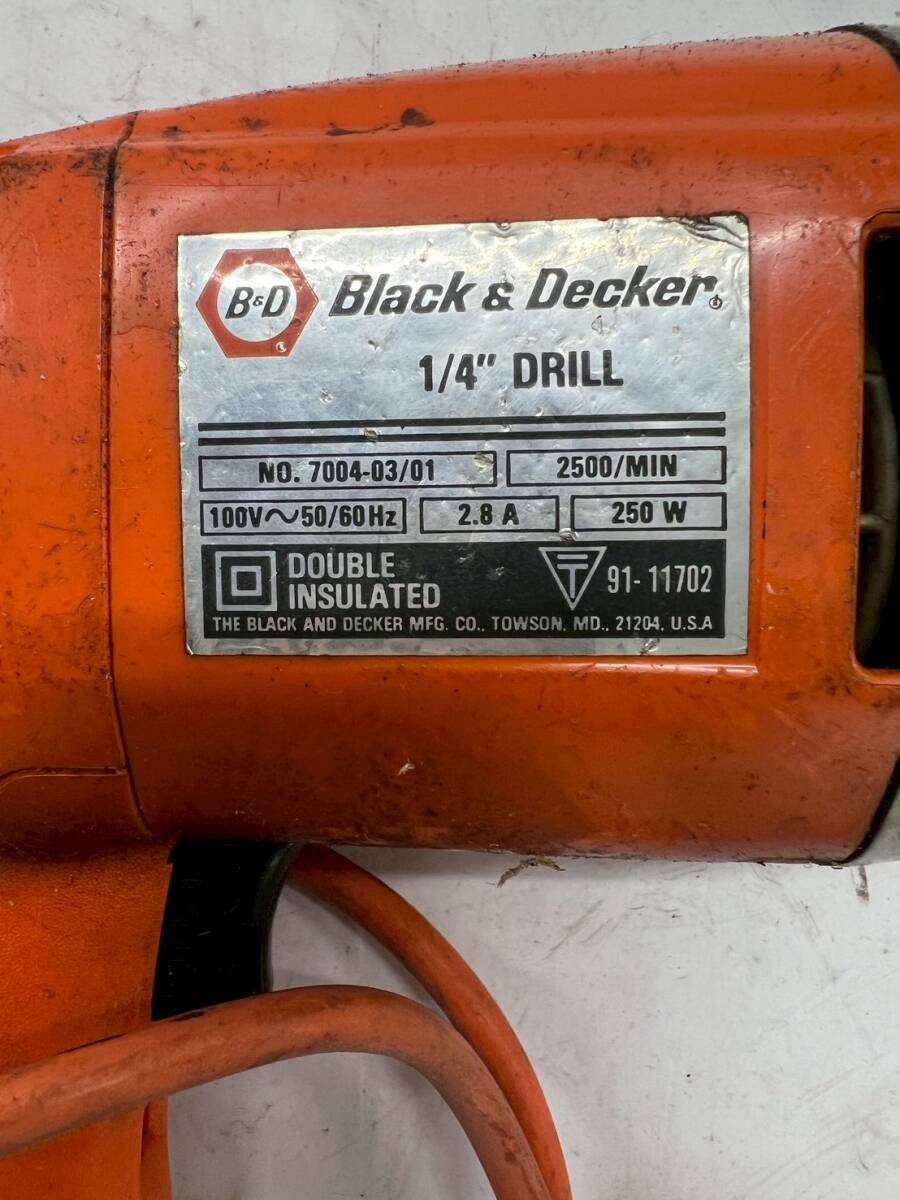 B&D Black & Decker®
1/4" DRILL
NO. 7004-03/01 2500/MIN
100V～50/60Hz 2.8 A 250 W
DOUBLE
INSULATED
T 91-11702
THE BLACK AND DECKER MFG. CO., TOWSON, MD., 21204, U.S.A